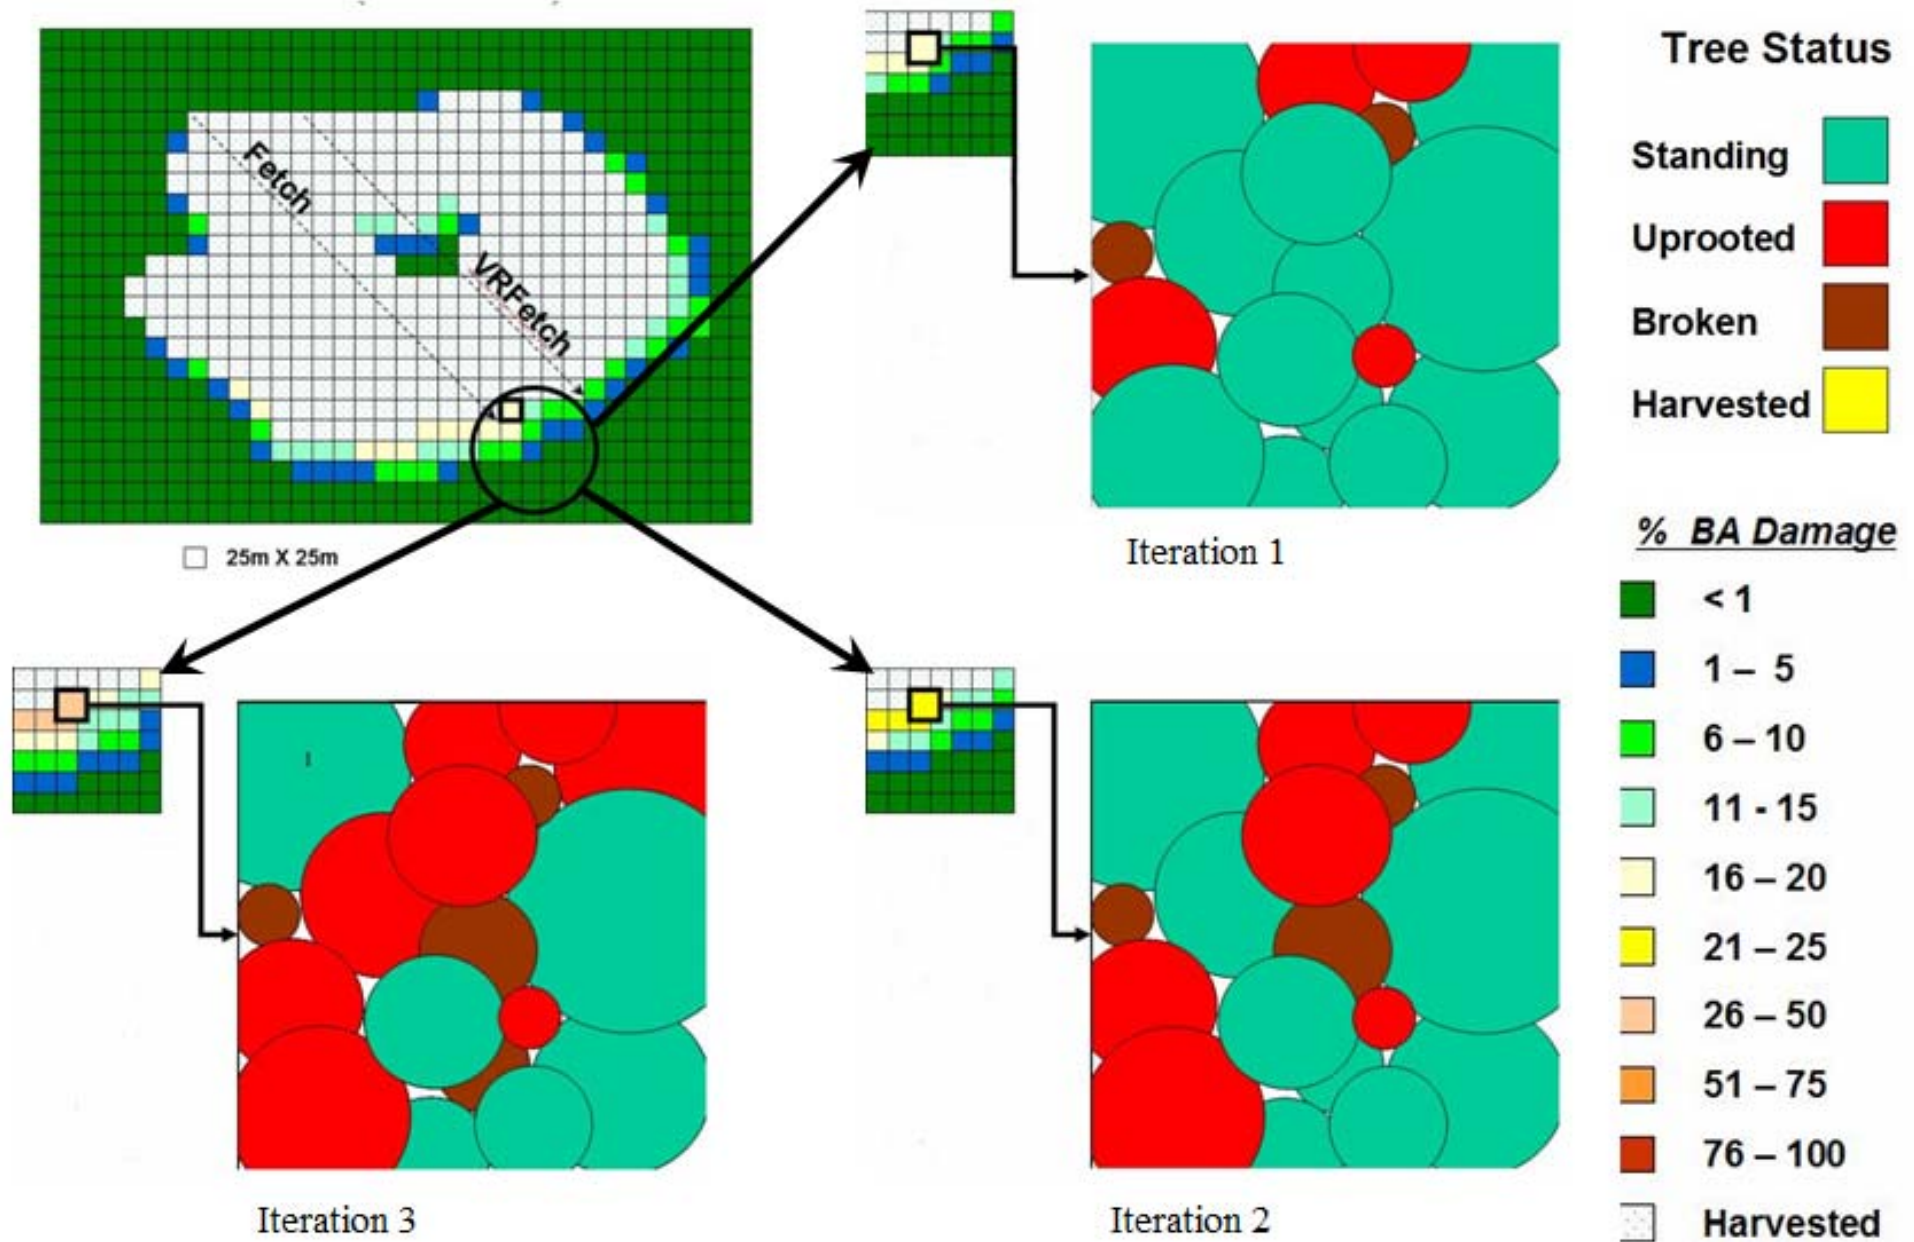 Fetch
VRFetch
25m X 25m
Iteration 1
Iteration 3
Iteration 2
Tree Status
Standing
Uprooted
Broken
Harvested
% BA Damage
< 1
1 – 5
6 – 10
11 - 15
16 – 20
21 – 25
26 – 50
51 – 75
76 – 100
Harvested